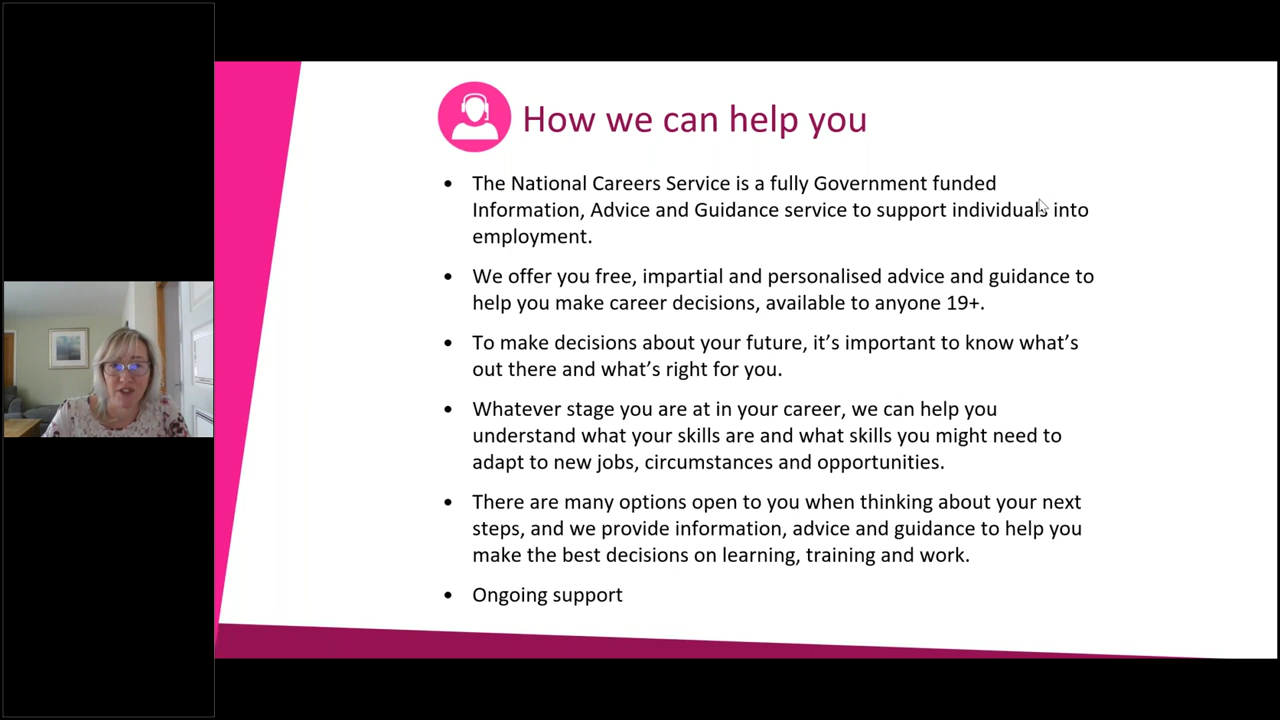 How we can help you
• The National Careers Service is a fully Government funded
Information, Advice and Guidance service to support individuals into
employment.
• We offer you free, impartial and personalised advice and guidance to
help you make career decisions, available to anyone 19+.
• To make decisions about your future, it’s important to know what’s
out there and what’s right for you.
• Whatever stage you are at in your career, we can help you
understand what your skills are and what skills you might need to
adapt to new jobs, circumstances and opportunities.
• There are many options open to you when thinking about your next
steps, and we provide information, advice and guidance to help you
make the best decisions on learning, training and work.
• Ongoing support